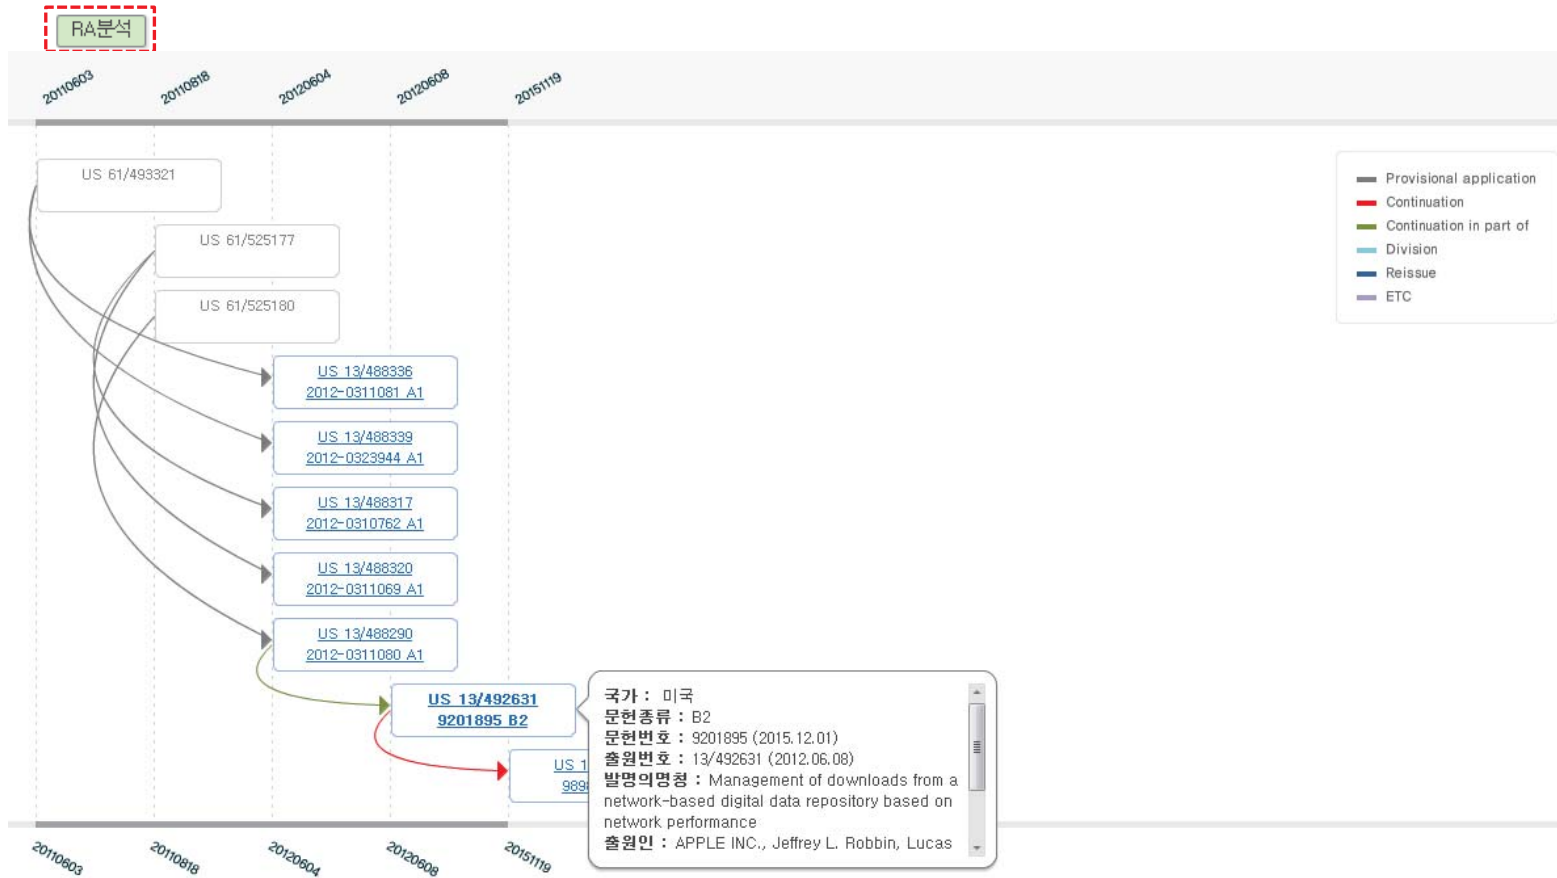 RA분석
20110603
20110818
20120604
20120608
20151119
US 61/493321
US 61/525177
US 61/525180
US 13/488336
2012-0311081 A1
US 13/488339
2012-0323944 A1
US 13/488317
2012-0310762 A1
US 13/488320
2012-0311069 A1
US 13/488290
2012-0311080 A1
US 13/492631
9201895 B2
US 1
989
Provisional application
Continuation
Continuation in part of
Division
Reissue
ETC
국가 : 미국
문헌종류 : B2
문헌번호 : 9201895 (2015.12.01)
출원번호 : 13/492631 (2012.06.08)
발명의명칭 : Management of downloads from a
network-based digital data repository based on
network performance
출원인 : APPLE INC., Jeffrey L. Robbin, Lucas
20110603
20110818
20120604
20120608
20151119